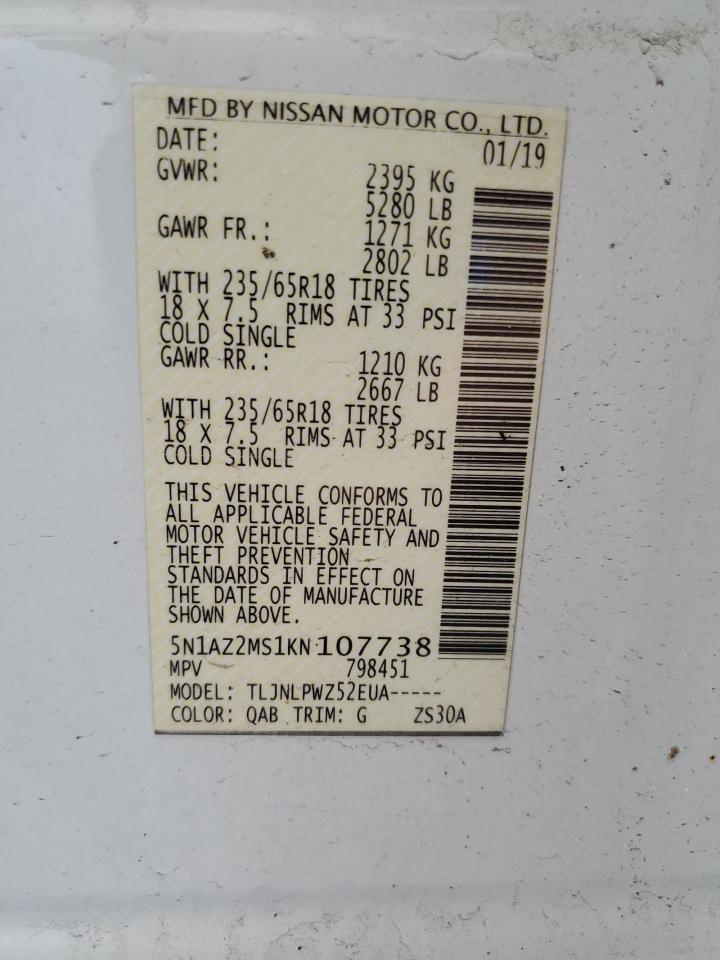 MFD BY NISSAN MOTOR CO., LTD.
DATE: 01/19
GVWR: 2395 KG
5280 LB
GAWR FR.: 1271 KG
2802 LB
WITH 235/65R18 TIRES
18 X 7.5 RIMS AT 33 PSI
COLD SINGLE
GAWR RR.: 1210 KG
2667 LB
WITH 235/65R18 TIRES
18 X 7.5 RIMS AT 33 PSI
COLD SINGLE
THIS VEHICLE CONFORMS TO
ALL APPLICABLE FEDERAL
MOTOR VEHICLE SAFETY AND
THEFT PREVENTION
STANDARDS IN EFFECT ON
THE DATE OF MANUFACTURE
SHOWN ABOVE.
5N1AZ2MS1KN107738
MPV 798451
MODEL: TLJNLPWZ52EUA-----
COLOR: QAB TRIM: G ZS30A